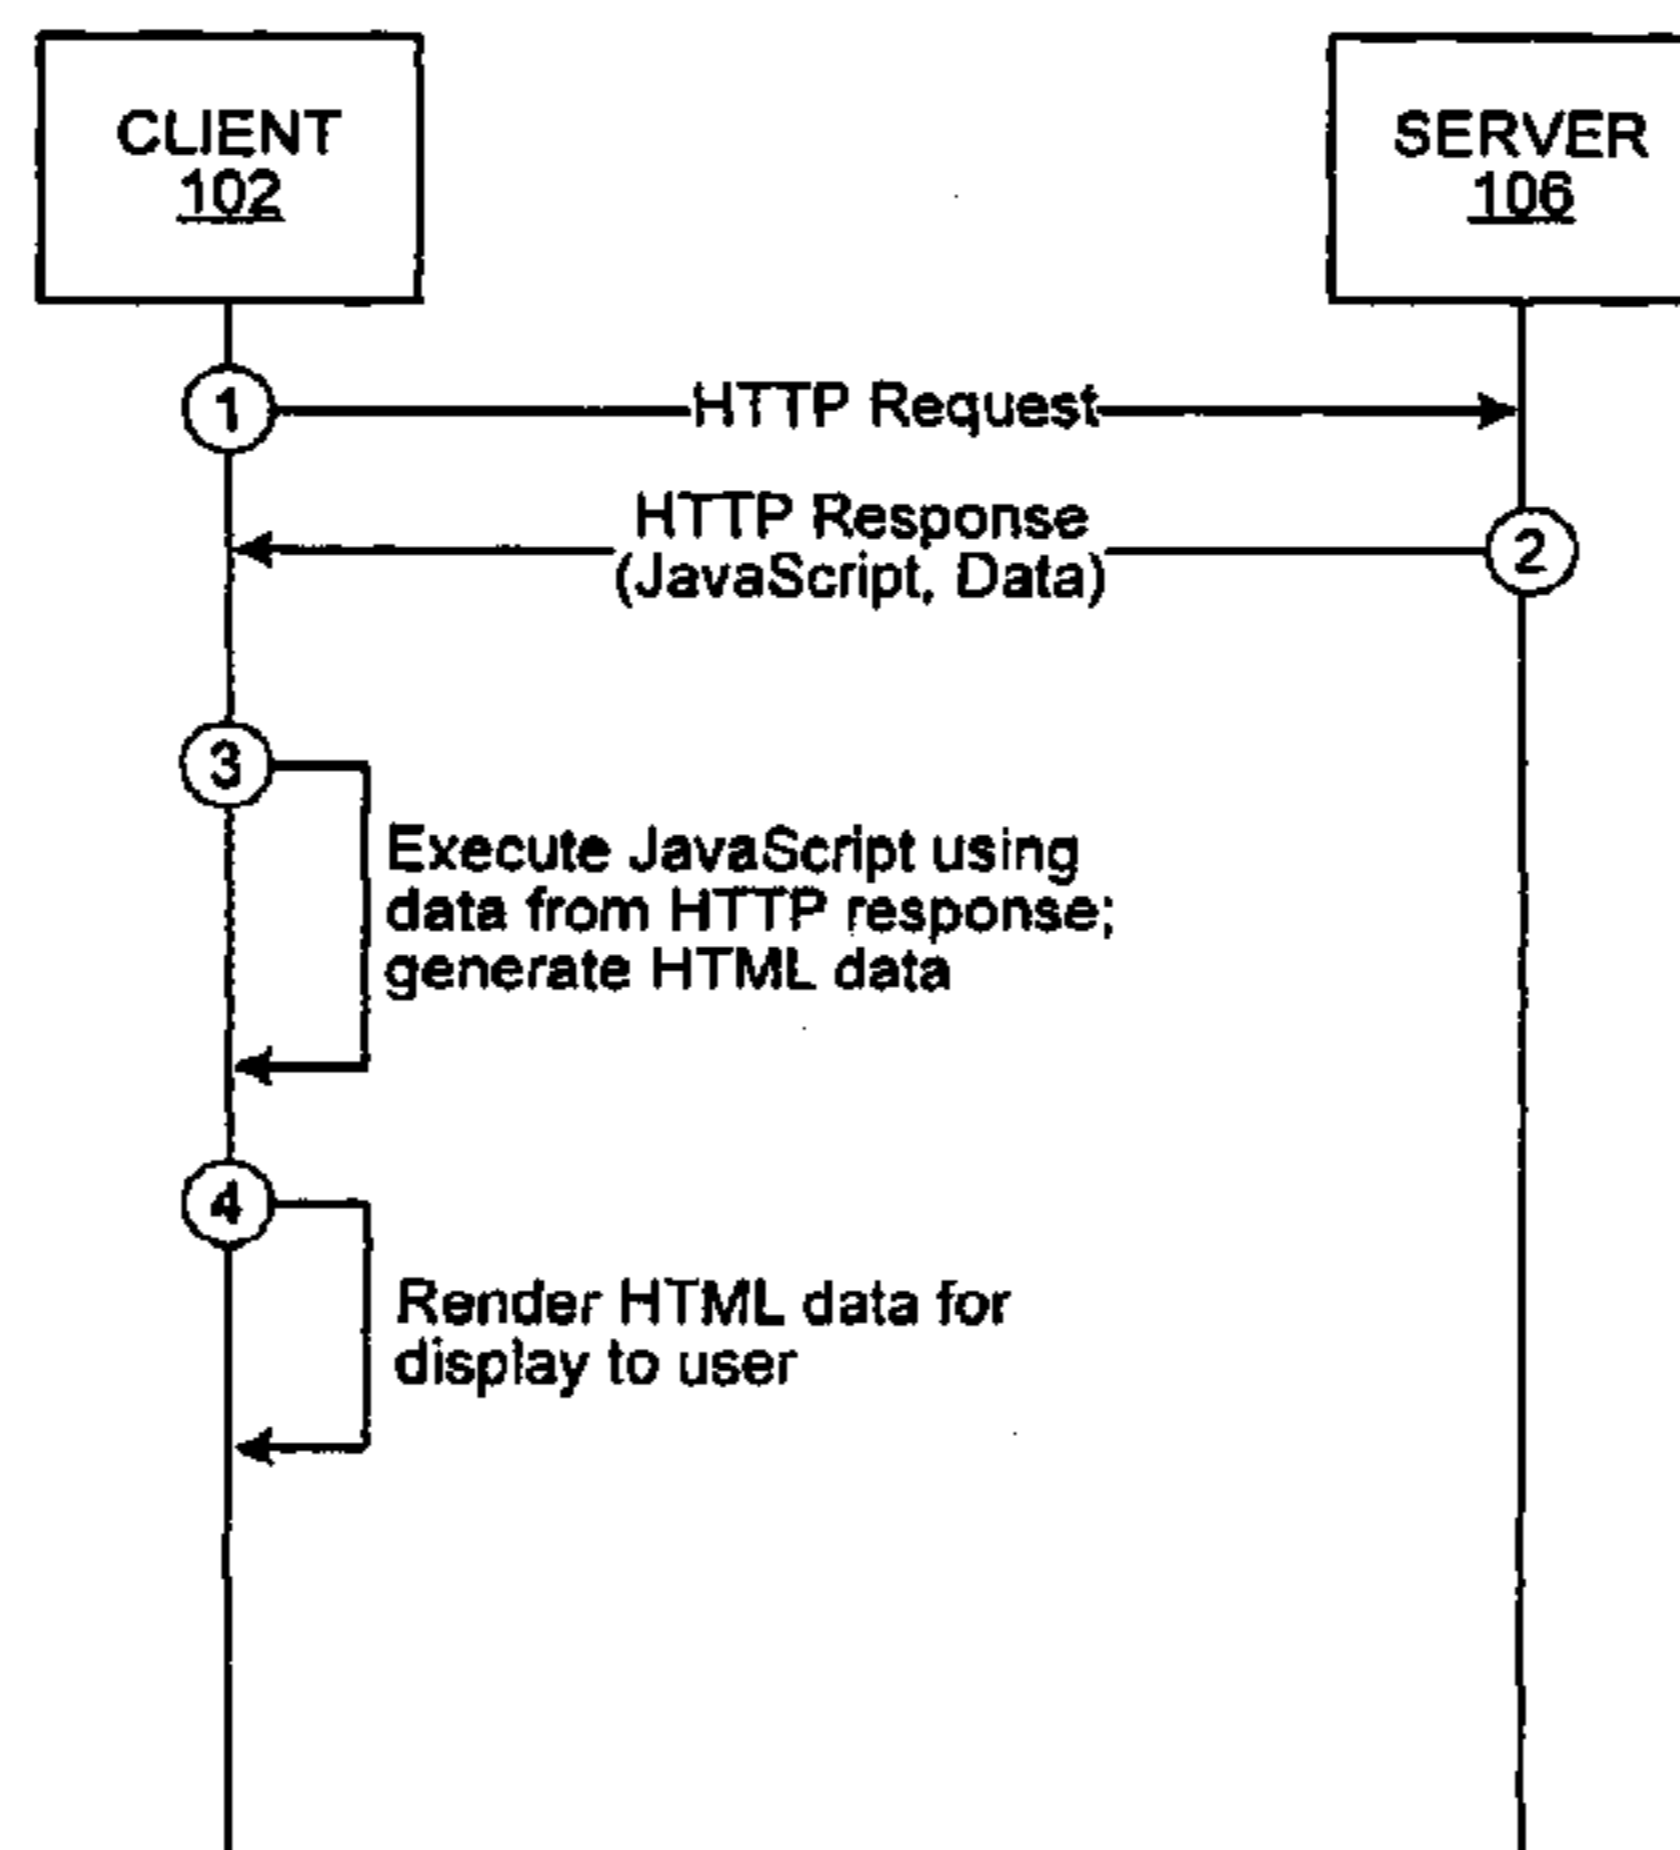 CLIENT
102
SERVER
106
1
HTTP Request
HTTP Response
(JavaScript, Data)
2
3
Execute JavaScript using
data from HTTP response;
generate HTML data
4
Render HTML data for
display to user